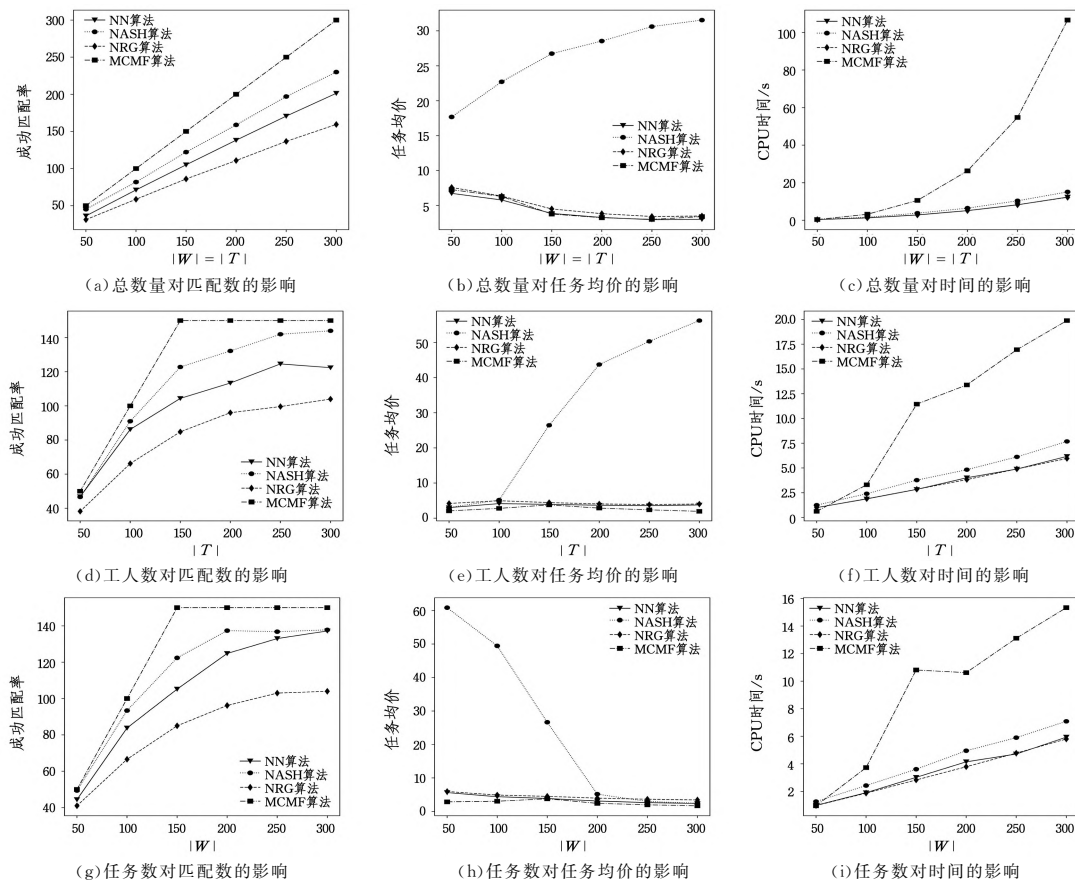 NN算法
NASH算法
NRG算法
MCMF算法
300
250
200
150
100
50
成功匹配率
50 100 150 200 250 300
|W|=|T|
(a)总数量对匹配数的影响
30
25
20
15
10
5
任务均价
NN算法
NASH算法
NRG算法
MCMF算法
50 100 150 200 250 300
|W|=|T|
(b)总数量对任务均价的影响
NN算法
NASH算法
NRG算法
MCMF算法
100
80
60
40
20
0
CPU时间/s
50 100 150 200 250 300
|W|=|T|
(c)总数量对时间的影响
140
120
100
80
60
40
成功匹配率
NN算法
NASH算法
NRG算法
MCMF算法
50 100 150 200 250 300
|T|
(d)工人数对匹配数的影响
NN算法
NASH算法
NRG算法
MCMF算法
50
40
30
20
10
0
任务均价
50 100 150 200 250 300
|T|
(e)工人数对任务均价的影响
NN算法
NASH算法
NRG算法
MCMF算法
20.0
17.5
15.0
12.5
10.0
7.5
5.0
2.5
0
CPU时间/s
50 100 150 200 250 300
|T|
(f)工人数对时间的影响
140
120
100
80
60
40
成功匹配率
NN算法
NASH算法
NRG算法
MCMF算法
50 100 150 200 250 300
|W|
(g)任务数对匹配数的影响
NN算法
NASH算法
NRG算法
MCMF算法
60
50
40
30
20
10
0
任务均价
50 100 150 200 250 300
|W|
(h)任务数对任务均价的影响
NN算法
NASH算法
NRG算法
MCMF算法
16
14
12
10
8
6
4
2
CPU时间/s
50 100 150 200 250 300
|W|
(i)任务数对时间的影响